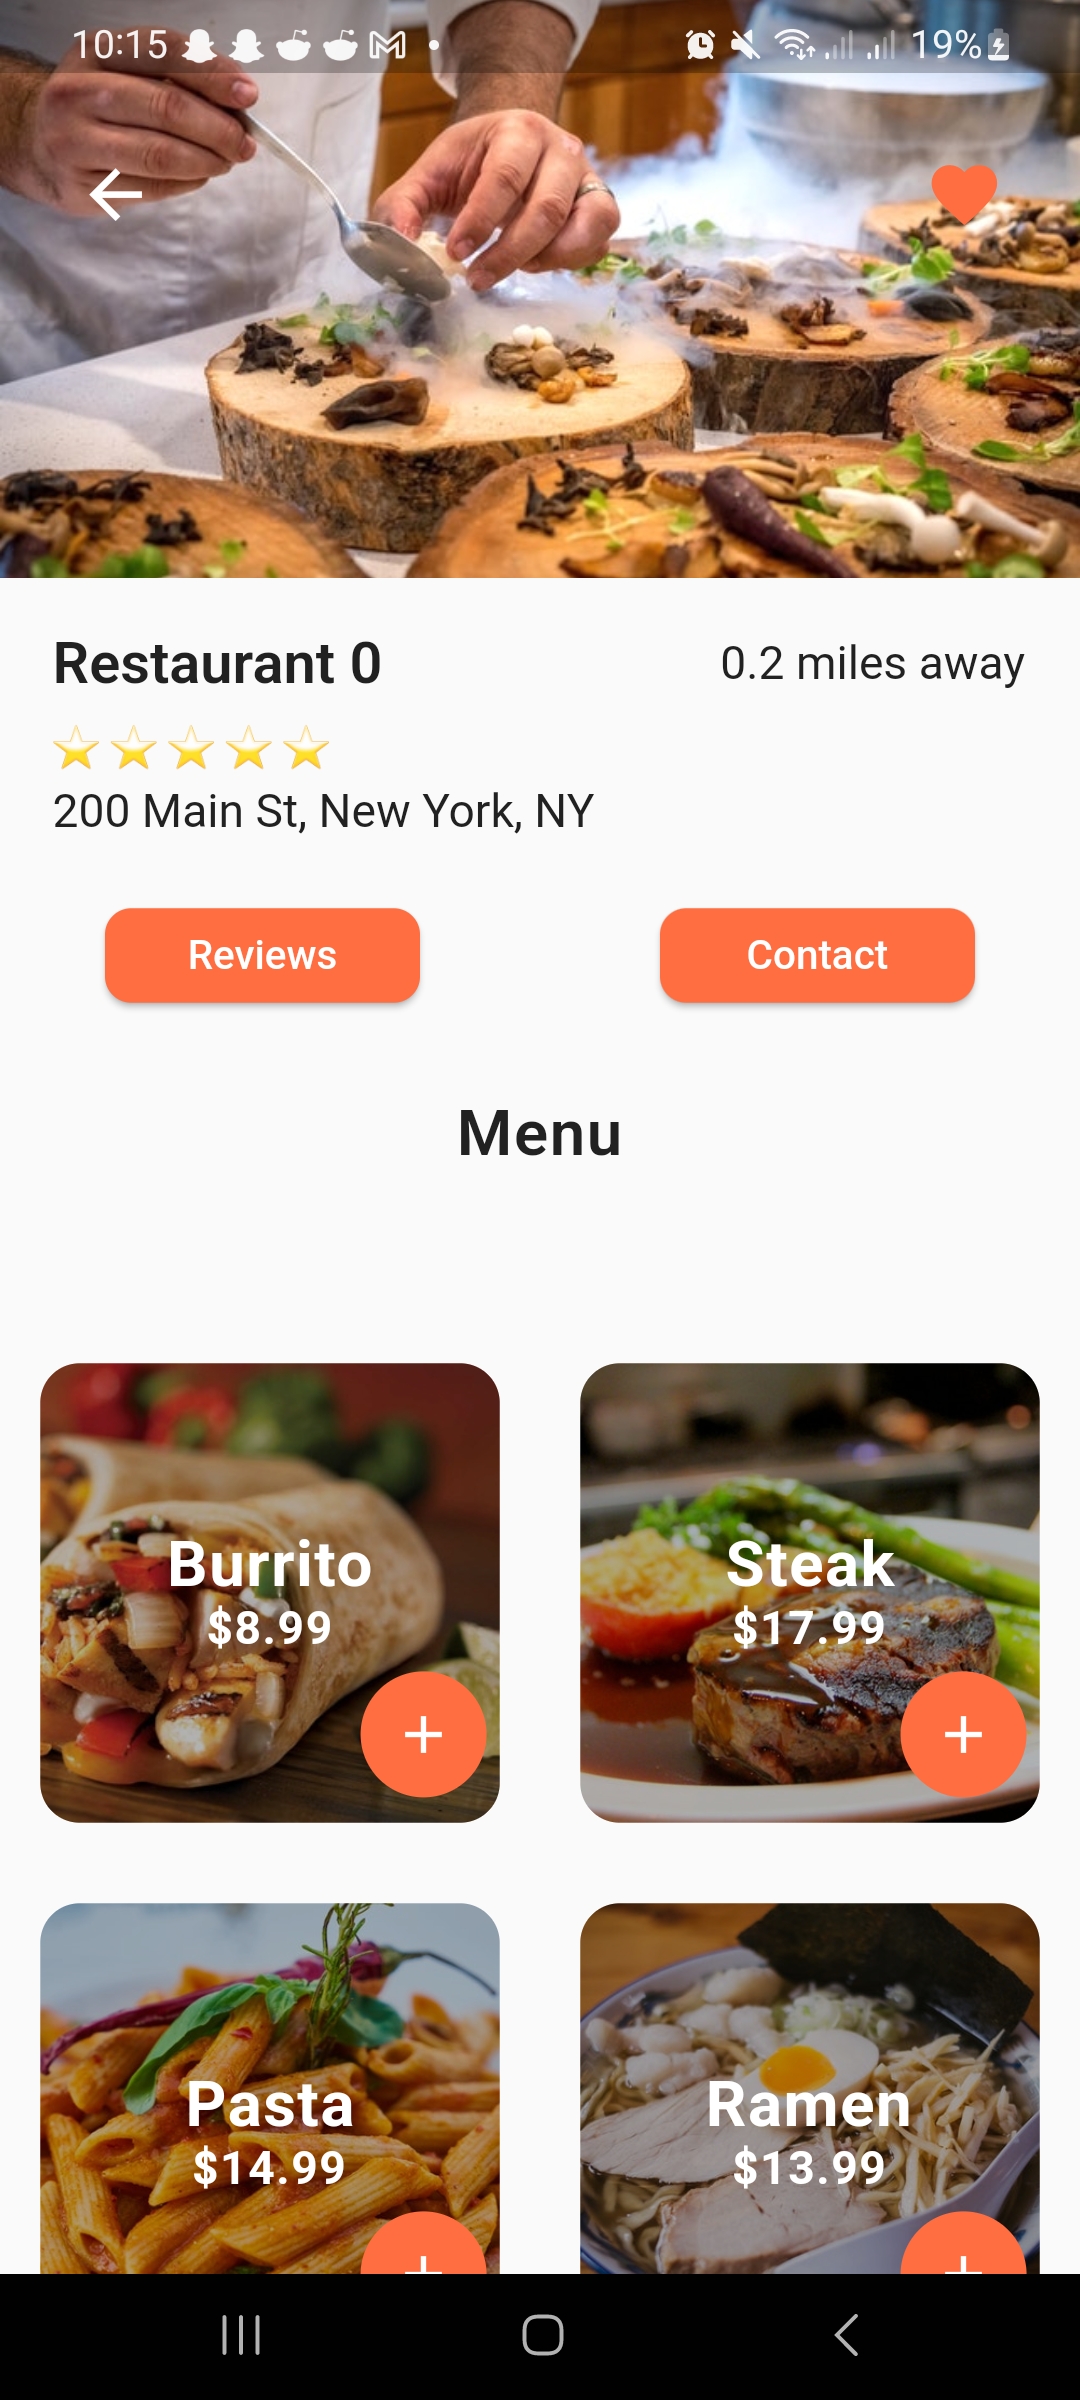 10:15 19%
Restaurant 0 0.2 miles away
200 Main St, New York, NY
Reviews Contact
Menu
Burrito
$8.99
Steak
$17.99
Pasta
$14.99
Ramen
$13.99